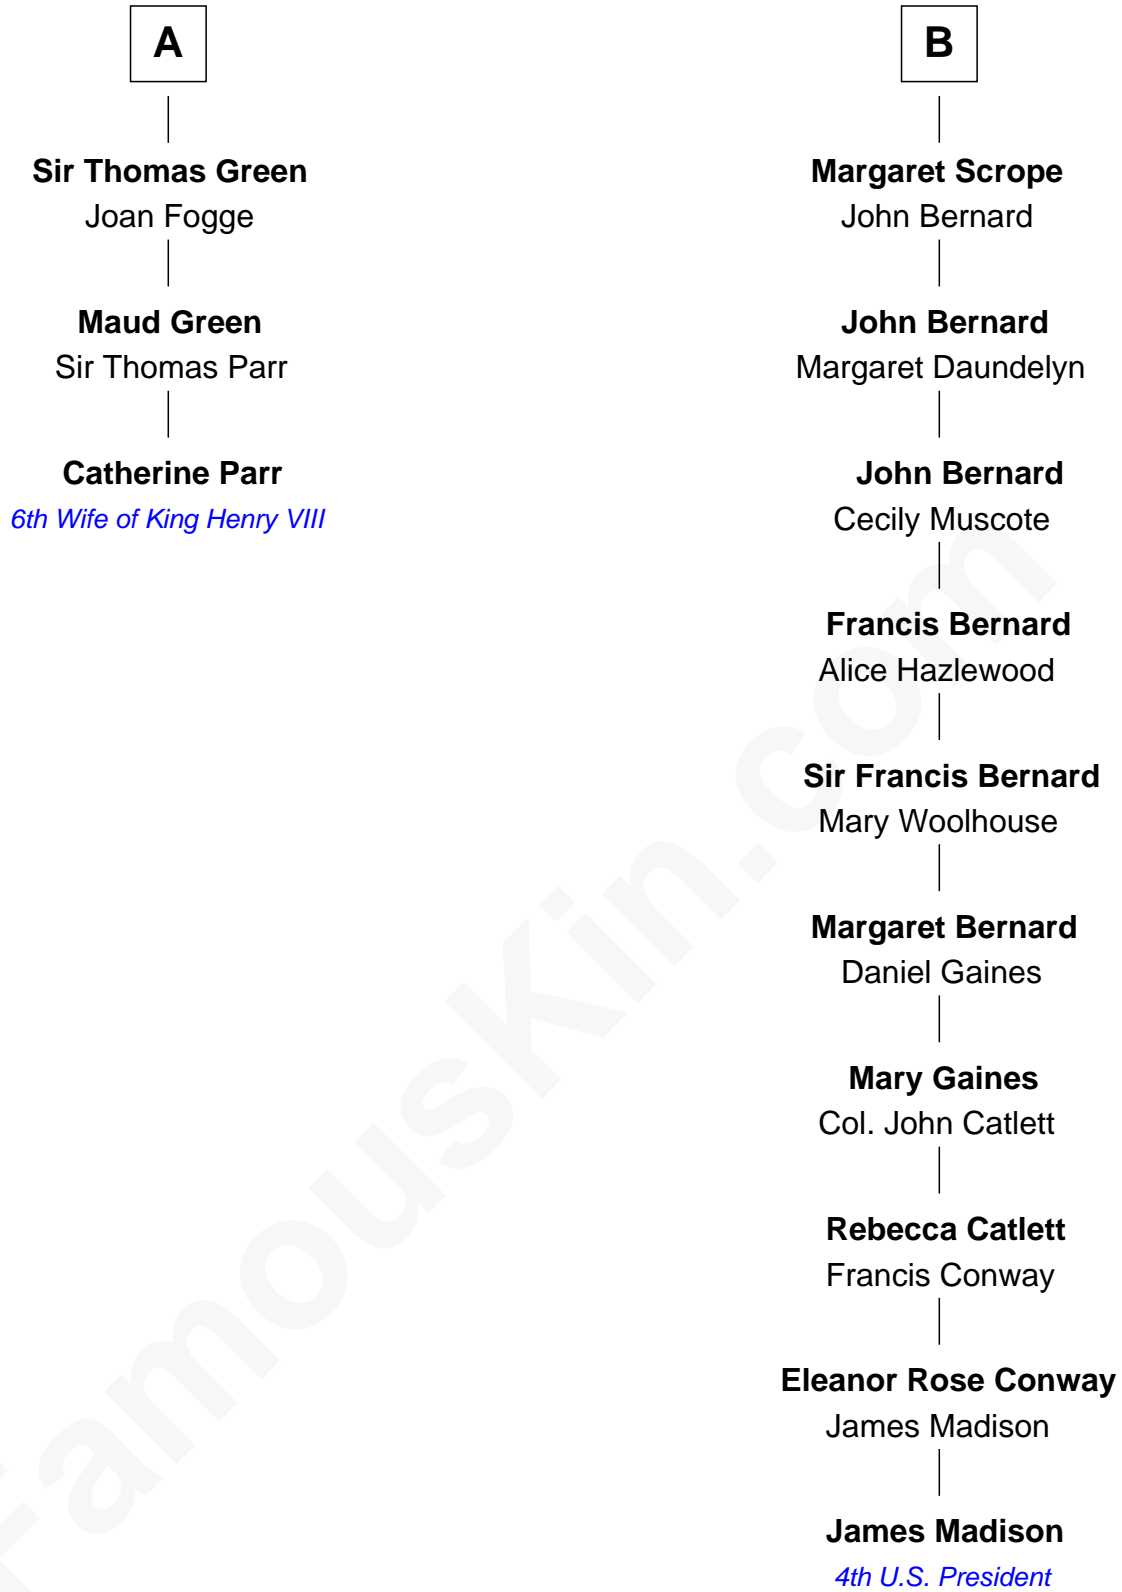 A
Sir Thomas Green
Joan Fogge
Maud Green
Sir Thomas Parr
Catherine Parr
6th Wife of King Henry VIII
B
Margaret Scrope
John Bernard
John Bernard
Margaret Daundelyn
John Bernard
Cecily Muscote
Francis Bernard
Alice Hazlewood
Sir Francis Bernard
Mary Woolhouse
Margaret Bernard
Daniel Gaines
Mary Gaines
Col. John Catlett
Rebecca Catlett
Francis Conway
Eleanor Rose Conway
James Madison
James Madison
4th U.S. President
FamousKin.com